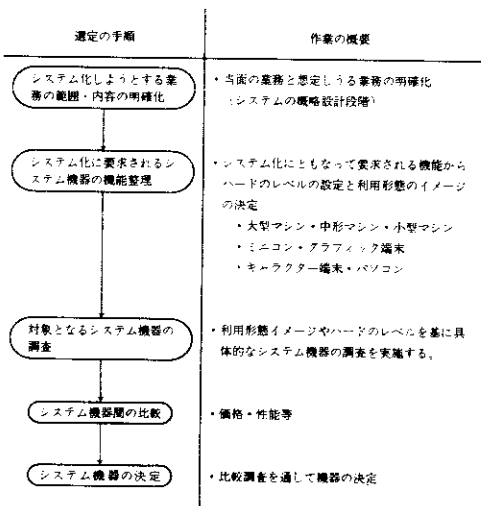 選定の手順
作業の概要
システム化しようとする業
務の範囲・内容の明確化
・当面の業務と想定しうる業務の明確化
(システムの概略設計段階)
システム化に要求されるシ
ステム機器の機能整理
・システム化にともなって要求される機能から
ハードのレベルの設定と利用形態のイメージ
の決定
・大型マシン・中形マシン・小型マシン
・ミニコン・グラフィック端末
・キャラクター端末・パソコン
対象となるシステム機器の
調査
・利用形態イメージやハードのレベルを基に具
体的なシステム機器の調査を実施する。
システム機器間の比較
・価格・性能等
システム機器の決定
・比較調査を通して機器の決定